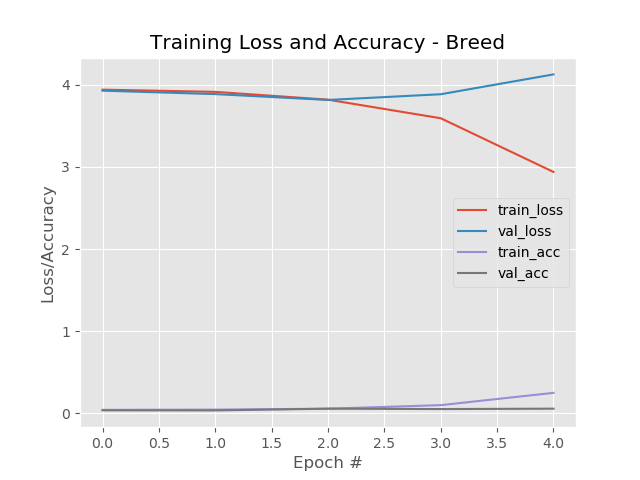 Training Loss and Accuracy - Breed
Loss/Accuracy
4
3
2
1
0
train_loss
val_loss
train_acc
val_acc
0.0 0.5 1.0 1.5 2.0 2.5 3.0 3.5 4.0
Epoch #